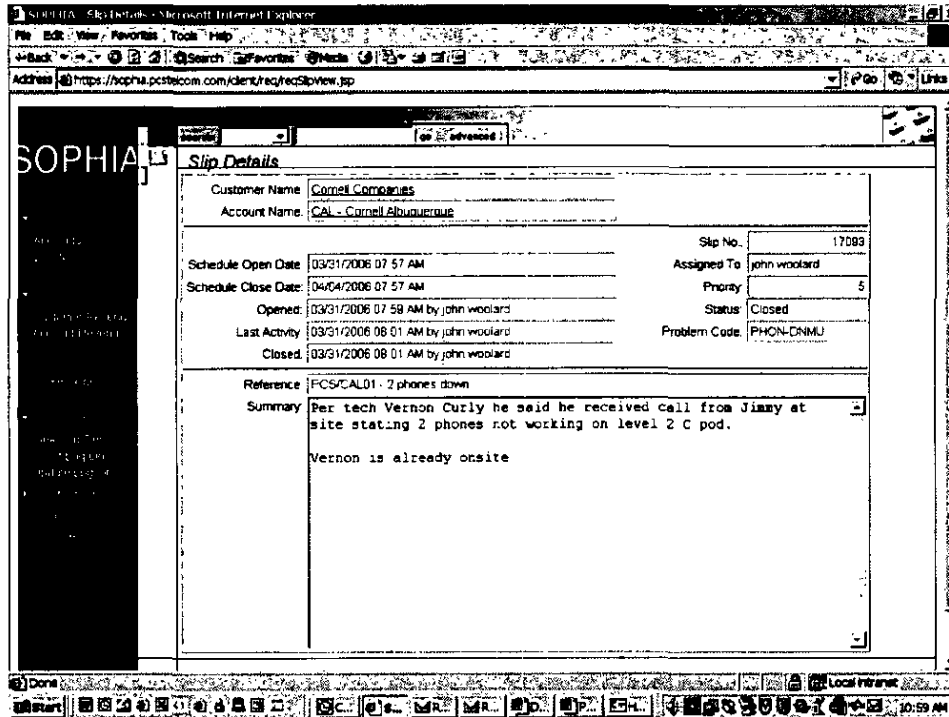 SOPHIA - Slip Details - Microsoft Internet Explorer
File Edit View Favorites Tools Help
Back Search Favorites Media
Address https://sophia.pcstelcom.com/client/req/reqSlipView.jsp Go Links
search go advanced
SOPHIA
Slip Details
Customer Name Cornell Companies
Account Name. CAL - Cornell Albuquerque
Slip No.. 17093
Schedule Open Date 03/31/2006 07 57 AM Assigned To john woolard
Schedule Close Date: 04/04/2006 07 57 AM Priority 5
Opened: 03/31/2006 07 59 AM by john woolard Status Closed
Last Activity 03/31/2006 08 01 AM by john woolard Problem Code. PHON-DNMU
Closed. 03/31/2006 08 01 AM by john woolard
Reference FCS/CAL01 - 2 phones down
Summary Per tech Vernon Curly he said he received call from Jimmy at
site stating 2 phones not working on level 2 C pod.
Vernon is already onsite
Done Local intranet
Start 10:59 AM